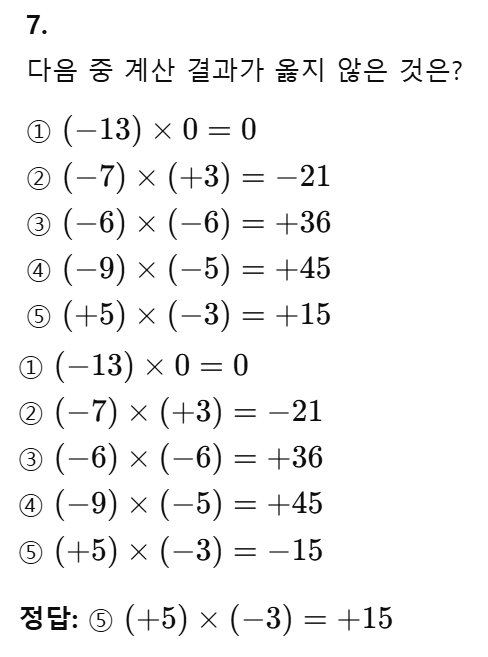 7.
다음 중 계산 결과가 옳지 않은 것은?
① (−13) × 0 = 0
② (−7) × (+3) = −21
③ (−6) × (−6) = +36
④ (−9) × (−5) = +45
⑤ (+5) × (−3) = +15
① (−13) × 0 = 0
② (−7) × (+3) = −21
③ (−6) × (−6) = +36
④ (−9) × (−5) = +45
⑤ (+5) × (−3) = −15
정답: ⑤ (+5) × (−3) = +15